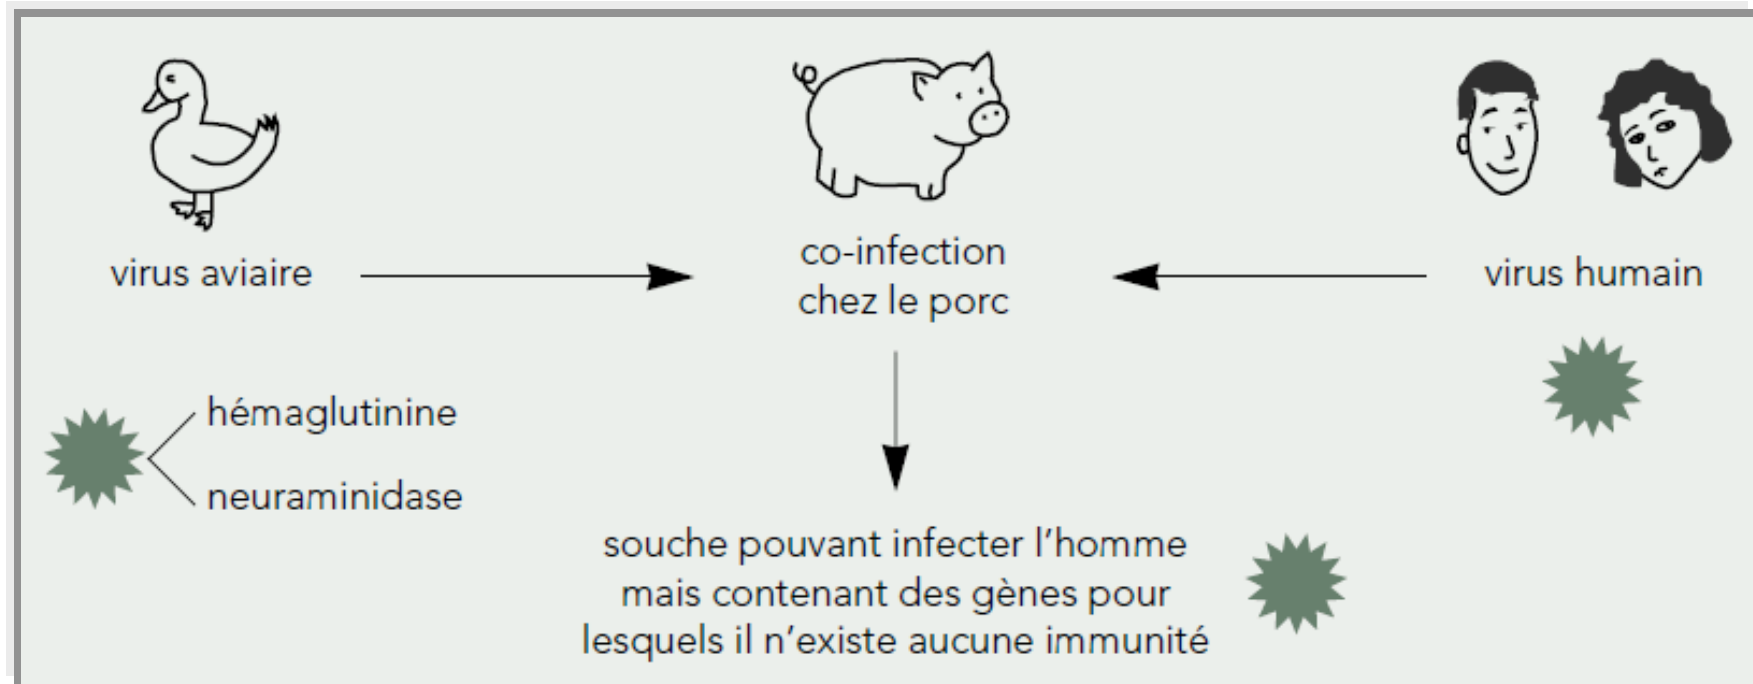 virus aviaire
co-infection
chez le porc
virus humain
hémaglutinine
neuraminidase
souche pouvant infecter l’homme
mais contenant des gènes pour
lesquels il n’existe aucune immunité